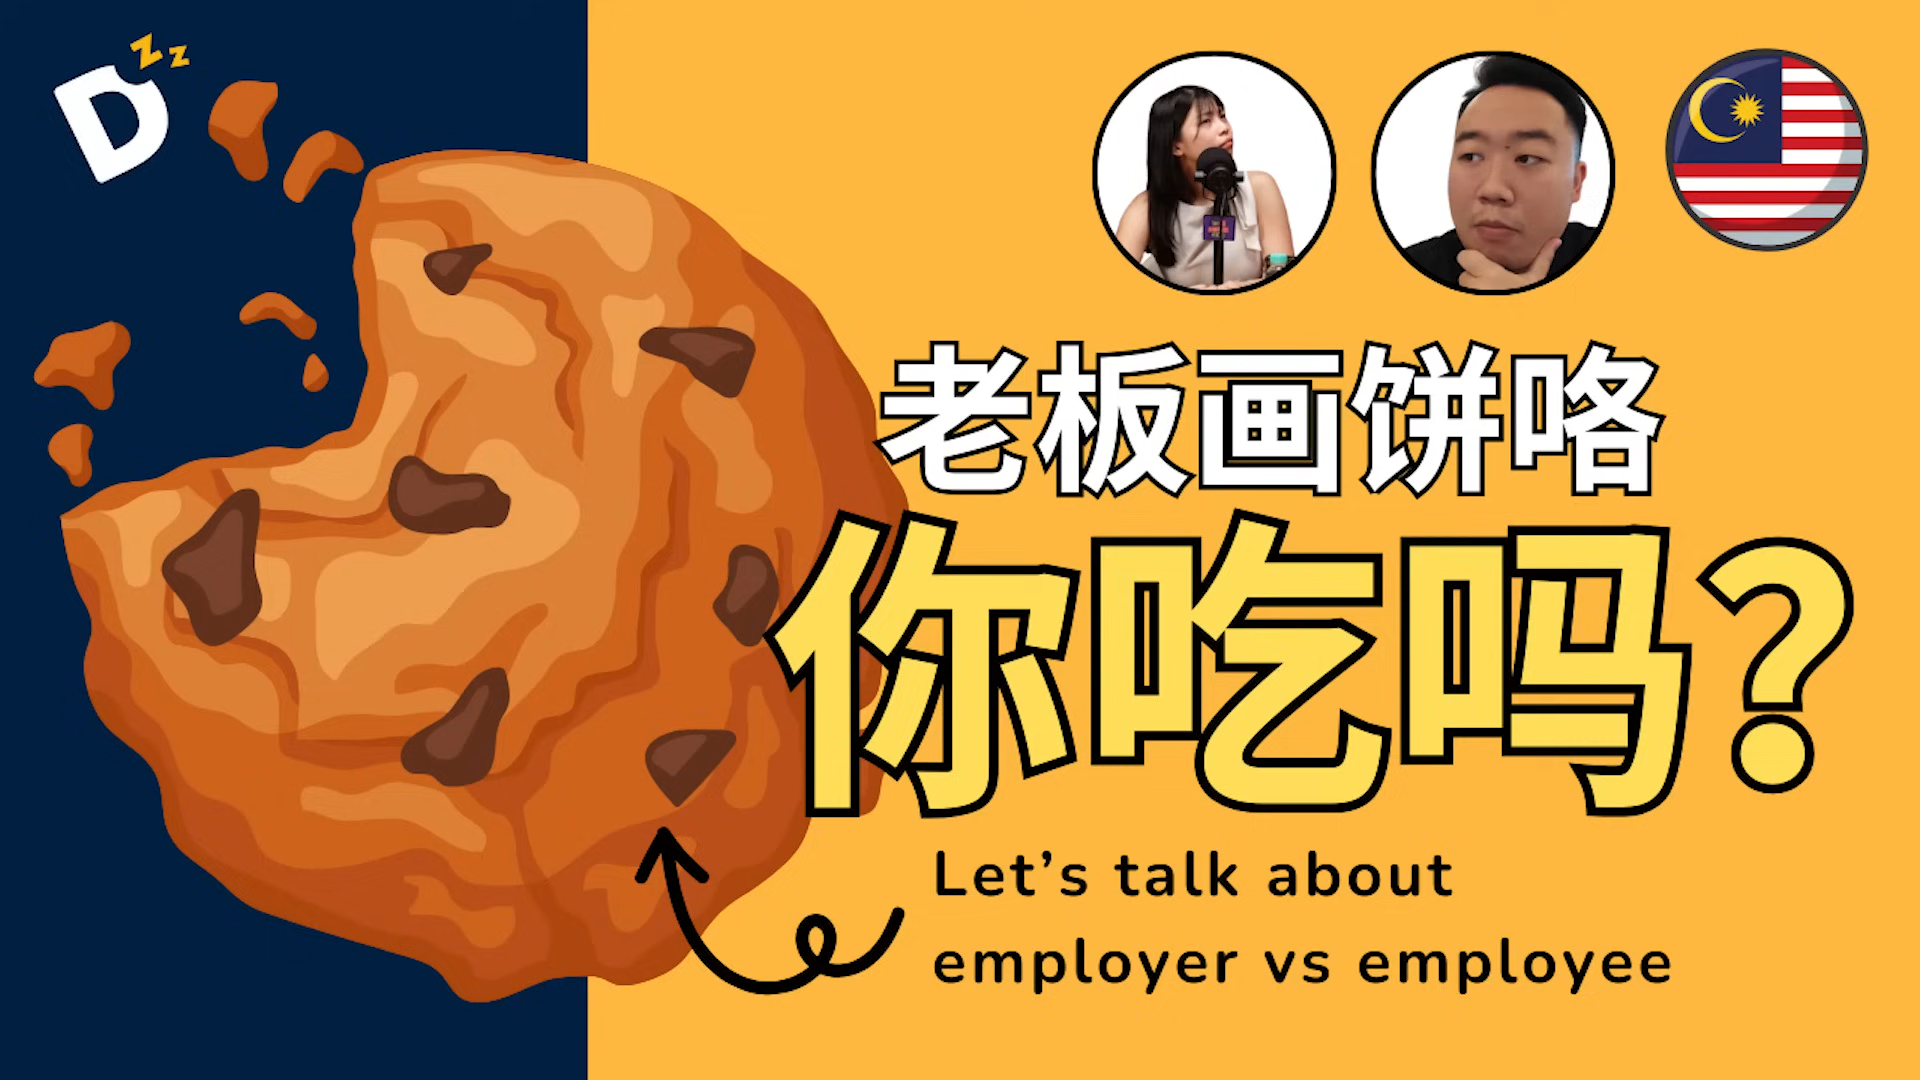 D
z z
老板画饼咯
你吃吗?
Let's talk about
employer vs employee